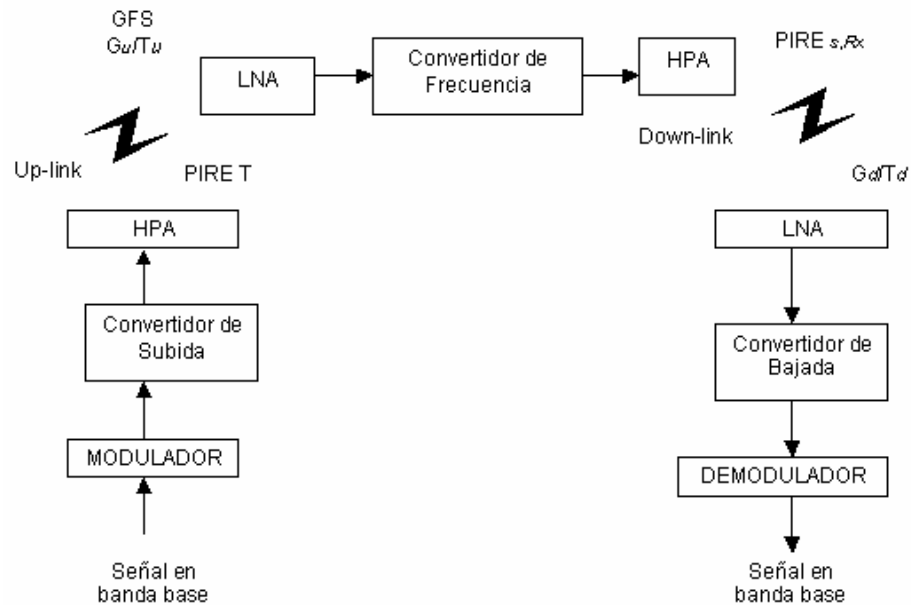 GFS
Gu/Tu
LNA
Convertidor de
Frecuencia
HPA
PIRE s,Rx
Up-link
PIRE T
Down-link
Gd/Td
HPA
LNA
Convertidor de
Subida
Convertidor de
Bajada
MODULADOR
DEMODULADOR
Señal en
banda base
Señal en
banda base